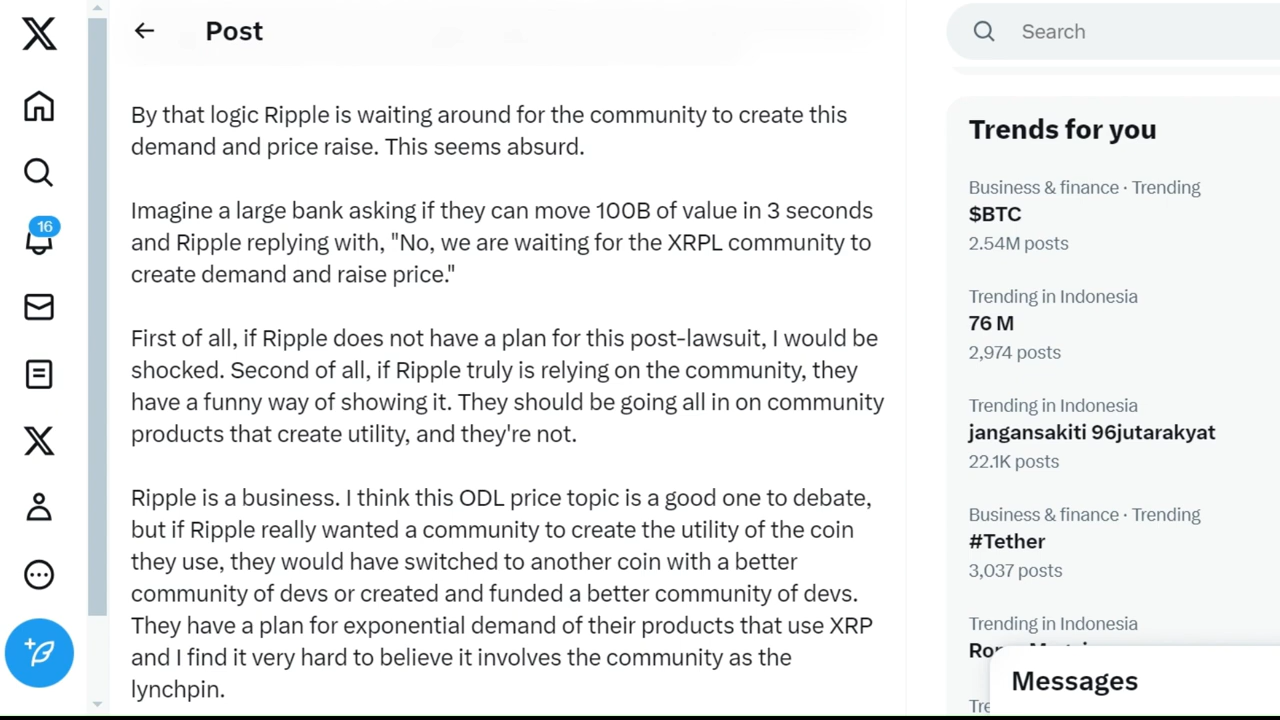 Post
By that logic Ripple is waiting around for the community to create this
demand and price raise. This seems absurd.
Imagine a large bank asking if they can move 100B of value in 3 seconds
and Ripple replying with, "No, we are waiting for the XRPL community to
create demand and raise price."
First of all, if Ripple does not have a plan for this post-lawsuit, I would be
shocked. Second of all, if Ripple truly is relying on the community, they
have a funny way of showing it. They should be going all in on community
products that create utility, and they're not.
Ripple is a business. I think this ODL price topic is a good one to debate,
but if Ripple really wanted a community to create the utility of the coin
they use, they would have switched to another coin with a better
community of devs or created and funded a better community of devs.
They have a plan for exponential demand of their products that use XRP
and I find it very hard to believe it involves the community as the
lynchpin.
16
Search
Trends for you
Business & finance · Trending
$BTC
2.54M posts
Trending in Indonesia
76 M
2,974 posts
Trending in Indonesia
jangansakiti 96jutarakyat
22.1K posts
Business & finance · Trending
#Tether
3,037 posts
Trending in Indonesia
Messages